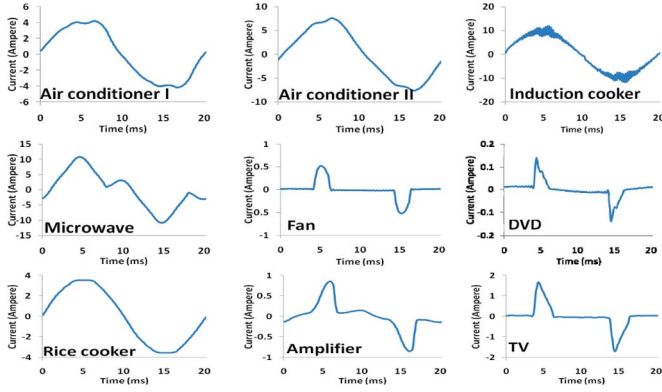 Current (Ampere)
6
4
2
0
-2
-4
-6
Air conditioner I
0 5 10 15 20
Time (ms)
Current (Ampere)
10
5
0
-5
-10
Air conditioner II
0 5 10 15 20
Time (ms)
Current (Ampere)
20
10
0
-10
-20
Induction cooker
0 5 10 15 20
Time (ms)
Current (Ampere)
15
10
5
0
-5
-10
-15
Microwave
0 5 10 15 20
Time (ms)
Current (Ampere)
1
0.5
0
0.5
1
Fan
0 5 10 15 20
Time (ms)
Current (Ampere)
0.2
0.1
0
-0.1
-0.2
DVD
0 5 10 15 20
Time (ms)
Current (Ampere)
4
2
0
-2
-4
Rice cooker
0 5 10 15 20
Time (ms)
Current (Ampere)
1
0.5
0
-0.5
-1
Amplifier
0 5 10 15 20
Time (ms)
Current (Ampere)
2
1
0
-1
-2
TV
0 5 10 15 20
Time (ms)